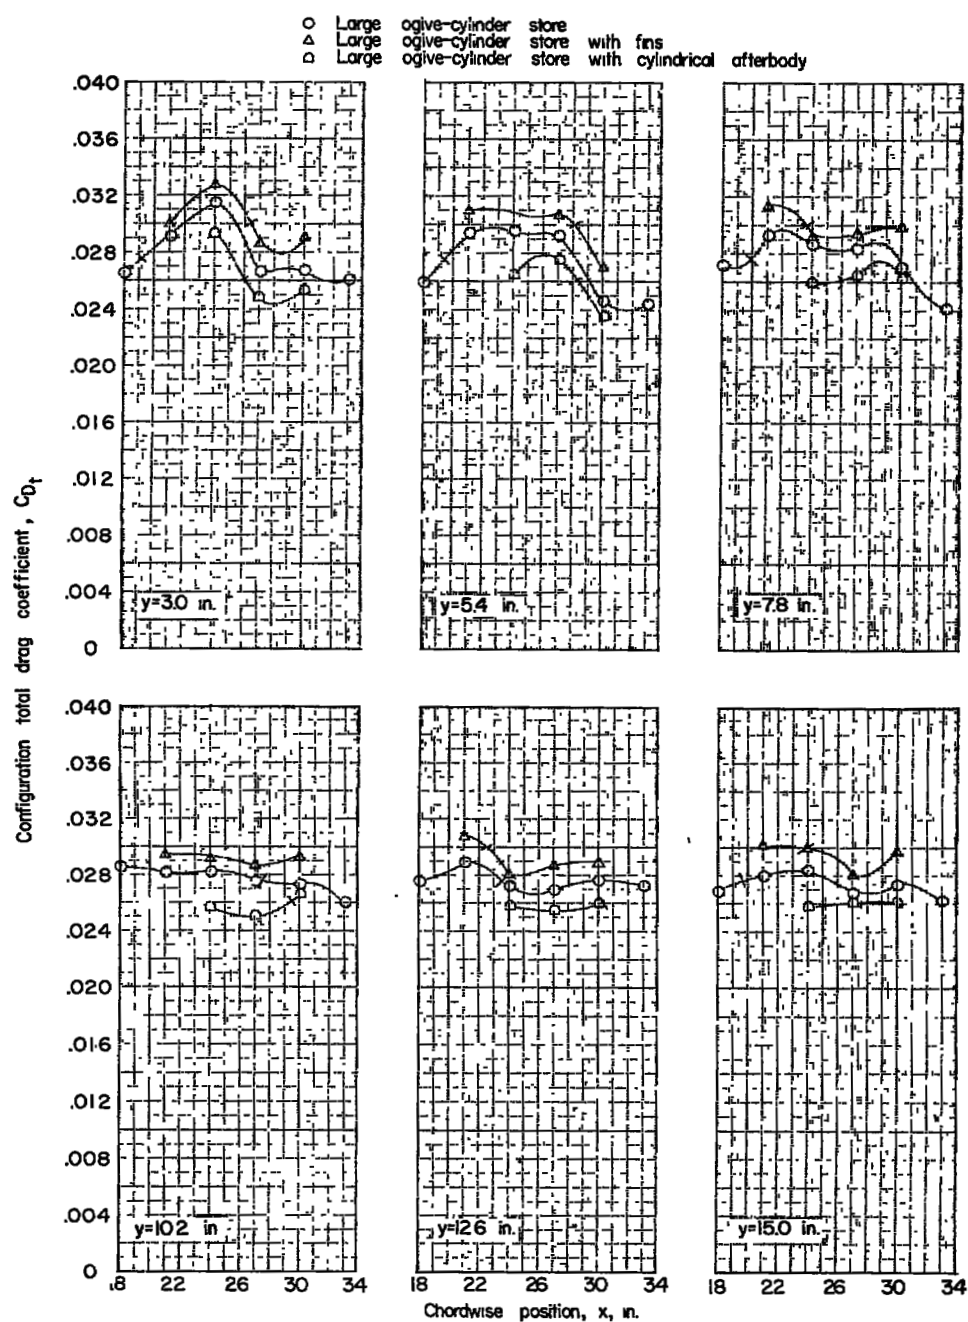 Large ogive-cylinder store
Large ogive-cylinder store with fins
Large ogive-cylinder store with cylindrical afterbody
Configuration total drag coefficient, C_Dt
.040
.036
.032
.028
.024
.020
.016
.012
.008
.004
0
y=3.0 in.
y=5.4 in.
y=7.8 in.
.040
.036
.032
.028
.024
.020
.016
.012
.008
.004
0
y=10.2 in
y=12.6 in.
y=15.0 in.
18 22 26 30 34
18 22 26 30 34
18 22 26 30 34
Chordwise position, x, in.